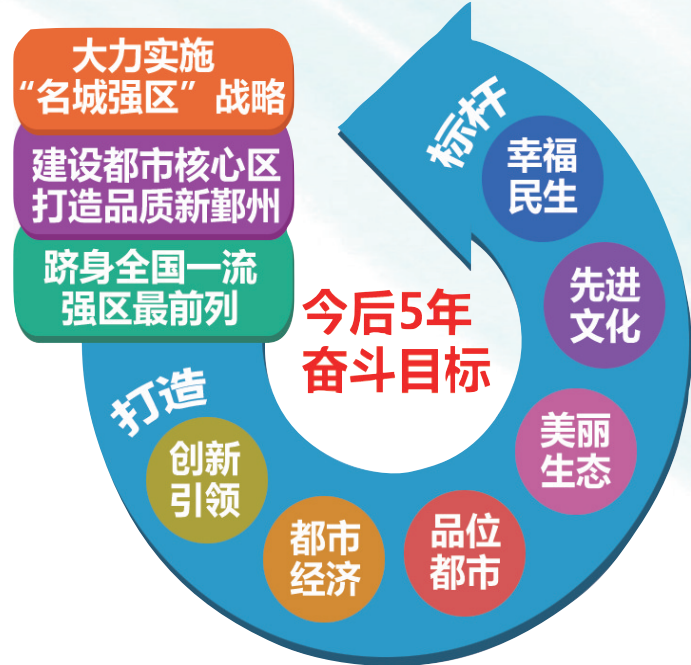 大力实施
“名城强区”战略
建设都市核心区
打造品质新鄞州
跻身全国一流
强区最前列
今后5年
奋斗目标
打造
创新
引领
都市
经济
品位
都市
美丽
生态
先进
文化
幸福
民生
标杆